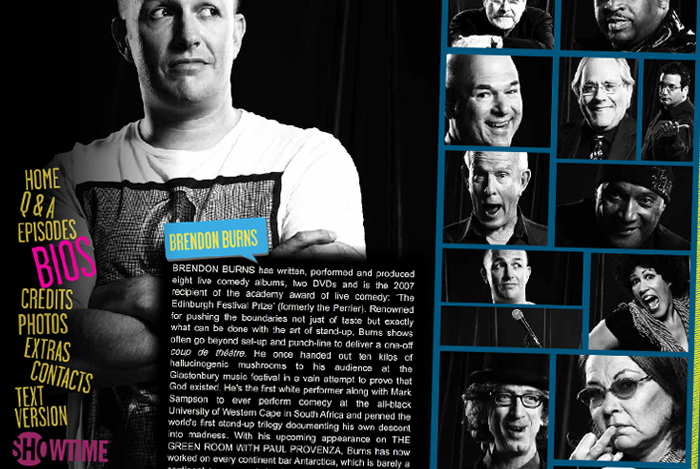 HOME
Q & A
EPISODES
BIOS
CREDITS
PHOTOS
EXTRAS
CONTACTS
TEXT
VERSION
SHOWTIME
BRENDON BURNS
BRENDON BURNS has written, performed and produced
eight live comedy albums, two DVDs and is the 2007
recipient of the academy award of live comedy: 'The
Edinburgh Festival Prize' (formerly the Perrier). Renowned
for pushing the boundaries not just of taste but exactly
what can be done with the art of stand-up, Burns shows
often go beyond set-up and punch-line to deliver a one-off
coup de théâtre. He once handed out ten kilos of
hallucinogenic mushrooms to his audience at the
Glastonbury music festival in a vain attempt to prove that
God existed. He's the first white performer along with Mark
Sampson to ever perform comedy at the all-black
University of Western Cape in South Africa and penned the
world's first stand-up trilogy documenting his own descent
into madness. With his upcoming appearance on THE
GREEN ROOM WITH PAUL PROVENZA, Burns has now
worked on every continent bar Antarctica, which is barely a